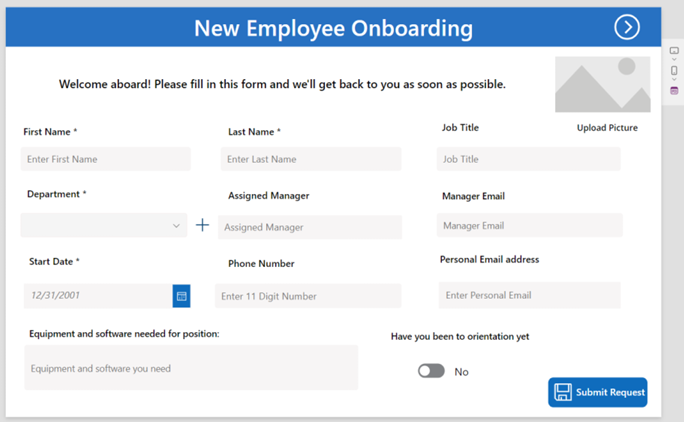 New Employee Onboarding
Welcome aboard! Please fill in this form and we'll get back to you as soon as possible.
First Name *
Last Name *
Job Title
Upload Picture
Enter First Name
Enter Last Name
Job Title
Department *
Assigned Manager
Manager Email
Assigned Manager
Manager Email
Start Date *
Phone Number
Personal Email address
12/31/2001
Enter 11 Digit Number
Enter Personal Email
Equipment and software needed for position:
Have you been to orientation yet
Equipment and software you need
No
Submit Request